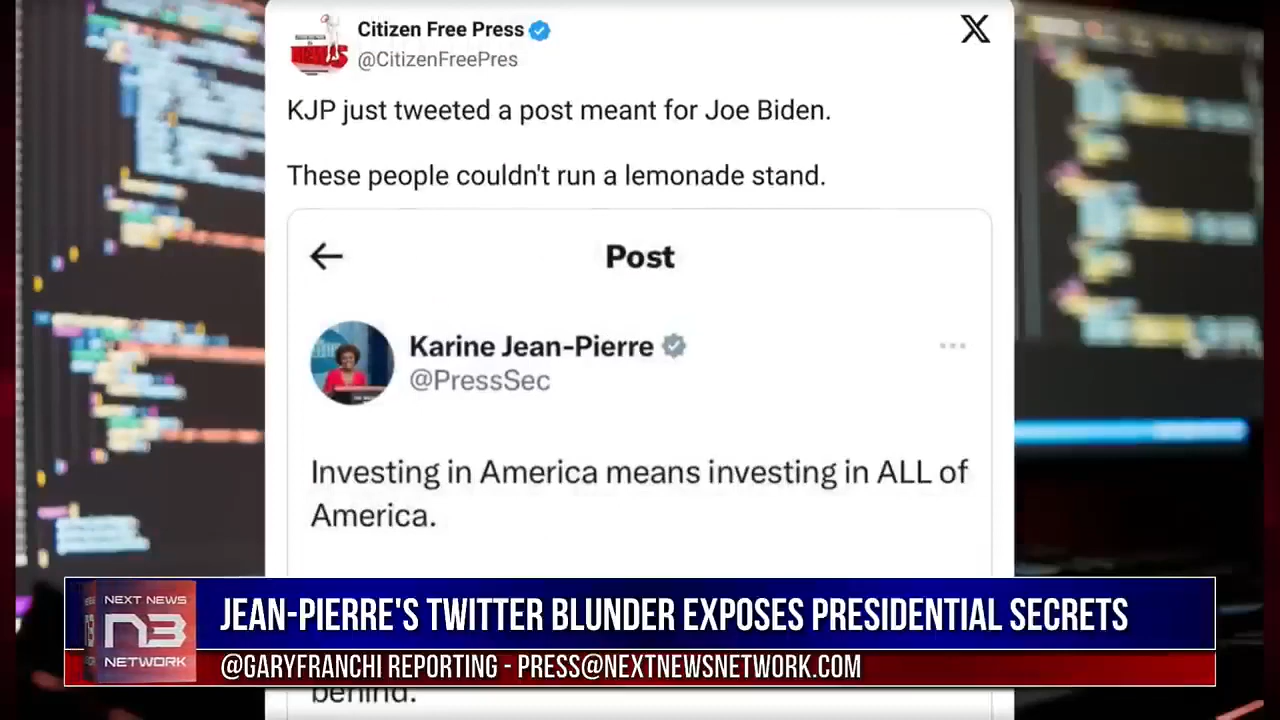 Citizen Free Press
@CitizenFreePres
KJP just tweeted a post meant for Joe Biden.
These people couldn't run a lemonade stand.
Post
Karine Jean-Pierre
@PressSec
Investing in America means investing in ALL of
America.
NEXT NEWS
NETWORK
JEAN-PIERRE'S TWITTER BLUNDER EXPOSES PRESIDENTIAL SECRETS
@GARYFRANCHI REPORTING - PRESS@NEXTNEWSNETWORK.COM
behind.